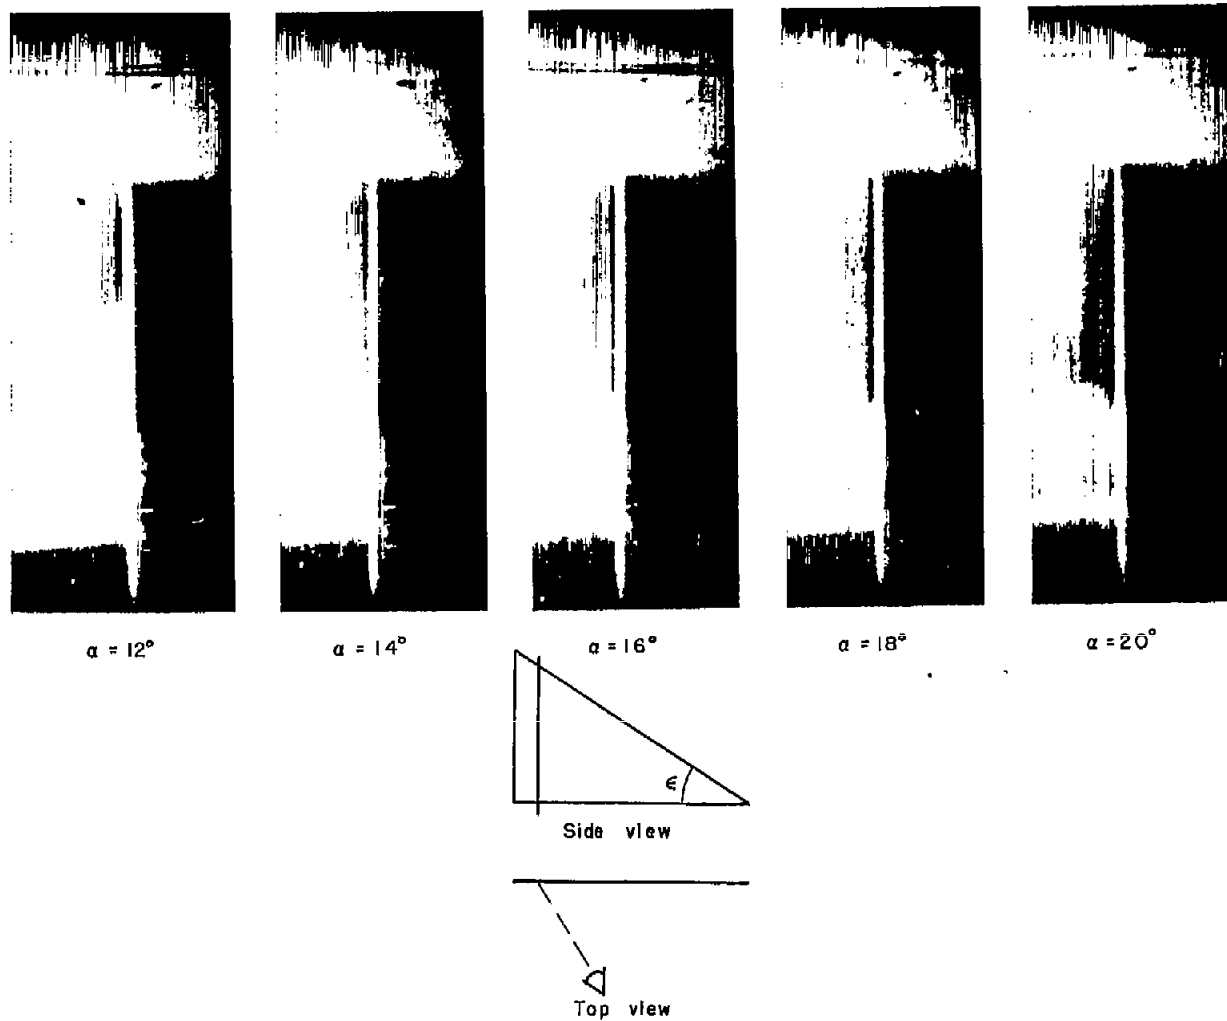 α = 12°
α = 14°
α = 16°
α = 18°
α = 20°
ϵ
Side view
Top view